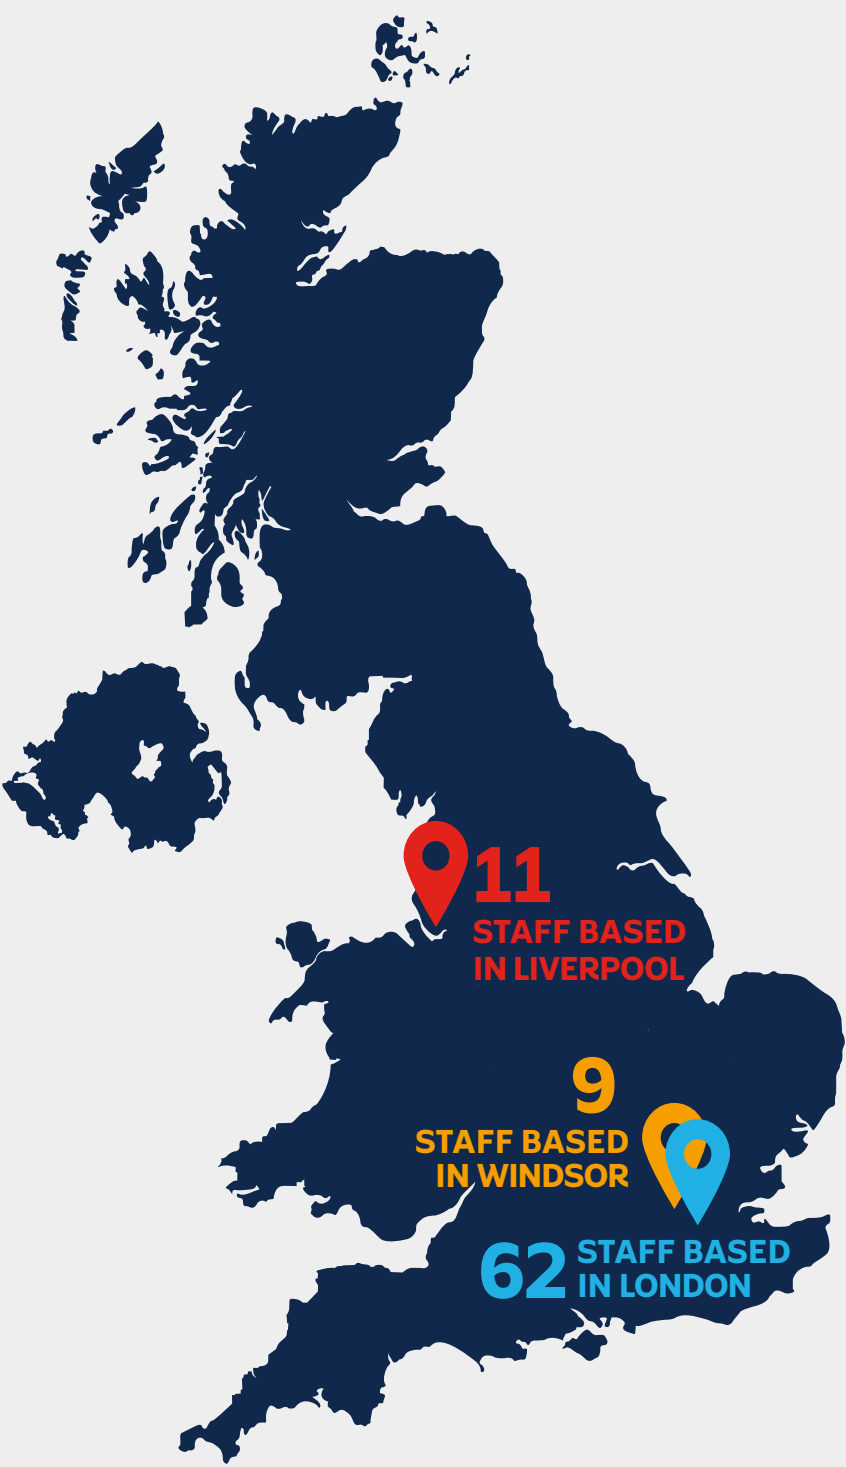 11
STAFF BASED
IN LIVERPOOL
9
STAFF BASED
IN WINDSOR
62
STAFF BASED
IN LONDON